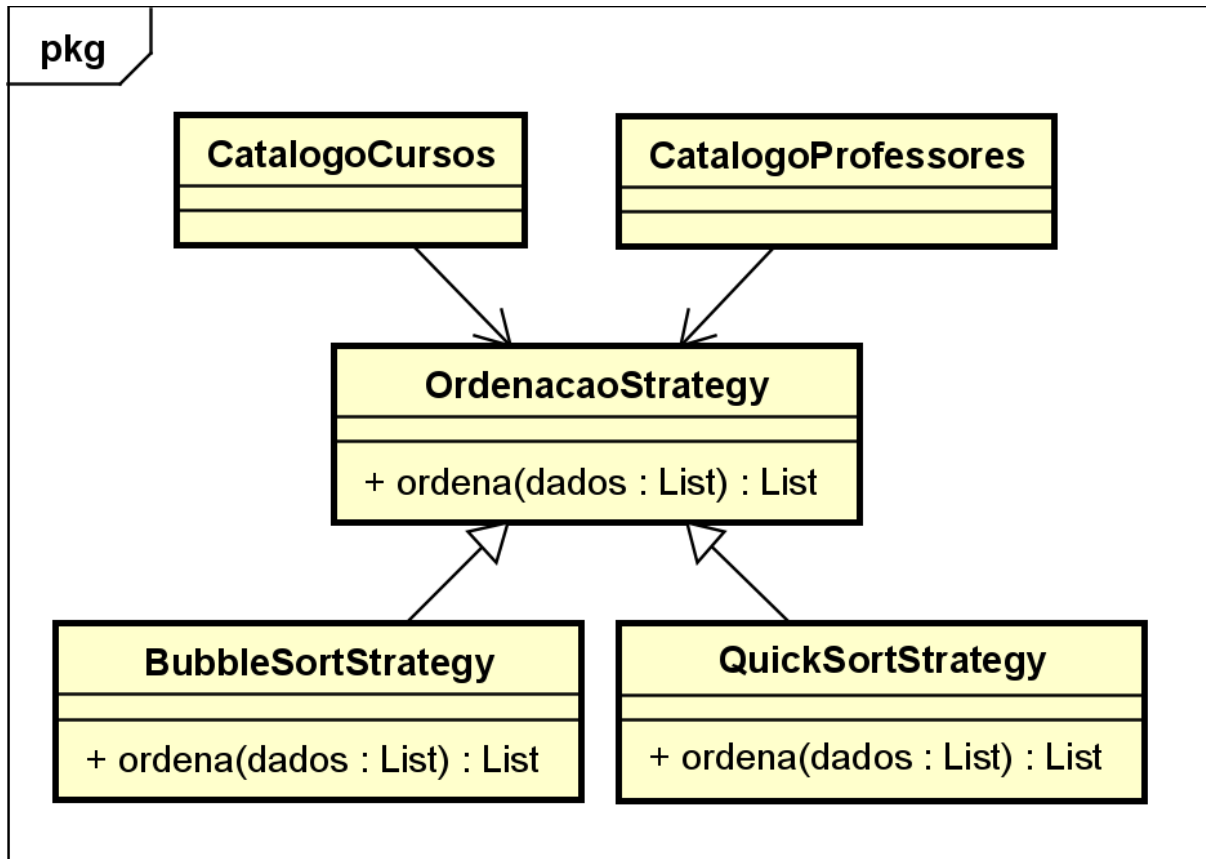 pkg
CatalogoCursos
CatalogoProfessores
OrdenacaoStrategy
+ ordena(dados : List) : List
BubbleSortStrategy
+ ordena(dados : List) : List
QuickSortStrategy
+ ordena(dados : List) : List